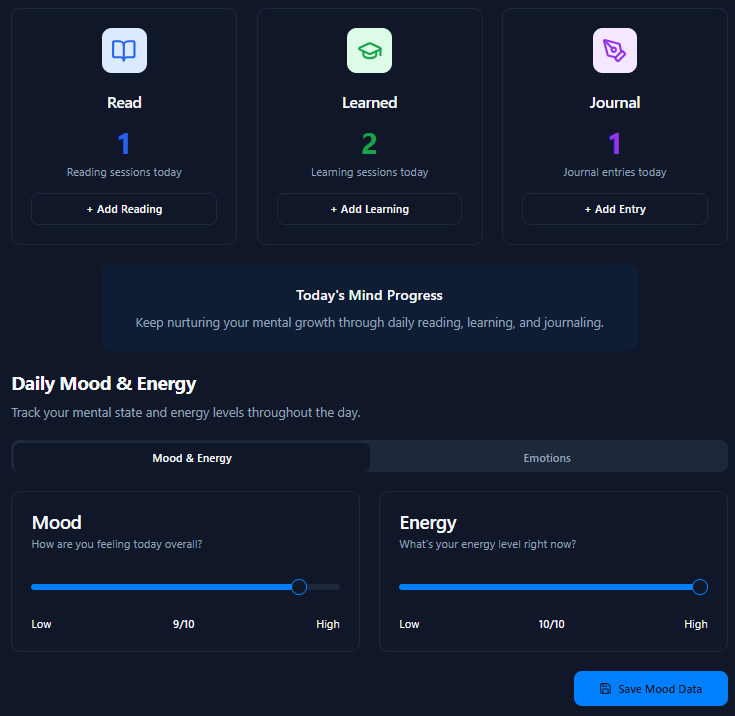 Read
Learned
Journal
1
2
1
Reading sessions today
Learning sessions today
Journal entries today
+ Add Reading
+ Add Learning
+ Add Entry
Today's Mind Progress
Keep nurturing your mental growth through daily reading, learning, and journaling.
Daily Mood & Energy
Track your mental state and energy levels throughout the day.
Mood & Energy
Emotions
Mood
How are you feeling today overall?
Low
9/10
High
Energy
What's your energy level right now?
Low
10/10
High
Save Mood Data